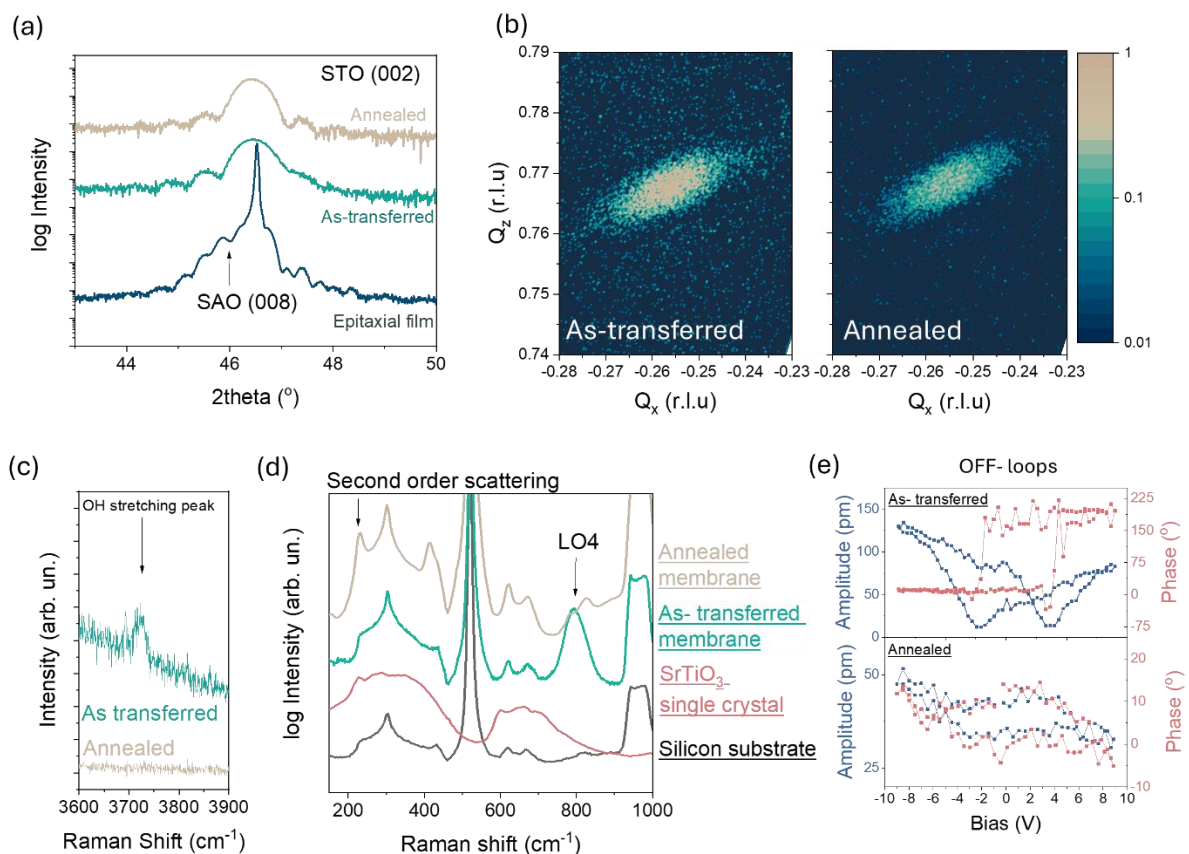 (a)
STO (002)
Annealed
As-transferred
SAO (008)
Epitaxial film
log Intensity
44 46 48 50
2theta (º)
(b)
0.79
0.78
0.77
0.76
0.75
0.74
Q_z (r.l.u)
As-transferred
Annealed
-0.28 -0.27 -0.26 -0.25 -0.24 -0.23
-0.28 -0.27 -0.26 -0.25 -0.24 -0.23
Q_x (r.l.u)
Q_x (r.l.u)
1
0.1
0.01
(c)
OH stretching peak
As transferred
Annealed
Intensity (arb. un.)
3600 3700 3800 3900
Raman Shift (cm⁻¹)
(d)
Second order scattering
LO4
Annealed
membrane
As- transferred
membrane
SrTiO₃
single crystal
Silicon substrate
log Intensity (arb. un.)
200 400 600 800 1000
Raman shift (cm⁻¹)
(e)
OFF- loops
As- transferred
150
100
50
0
Amplitude (pm)
225
150
75
0
-75
Phase (º)
Annealed
50
25
Amplitude (pm)
20
10
0
-10
Phase (º)
-10 -8 -6 -4 -2 0 2 4 6 8 10
Bias (V)